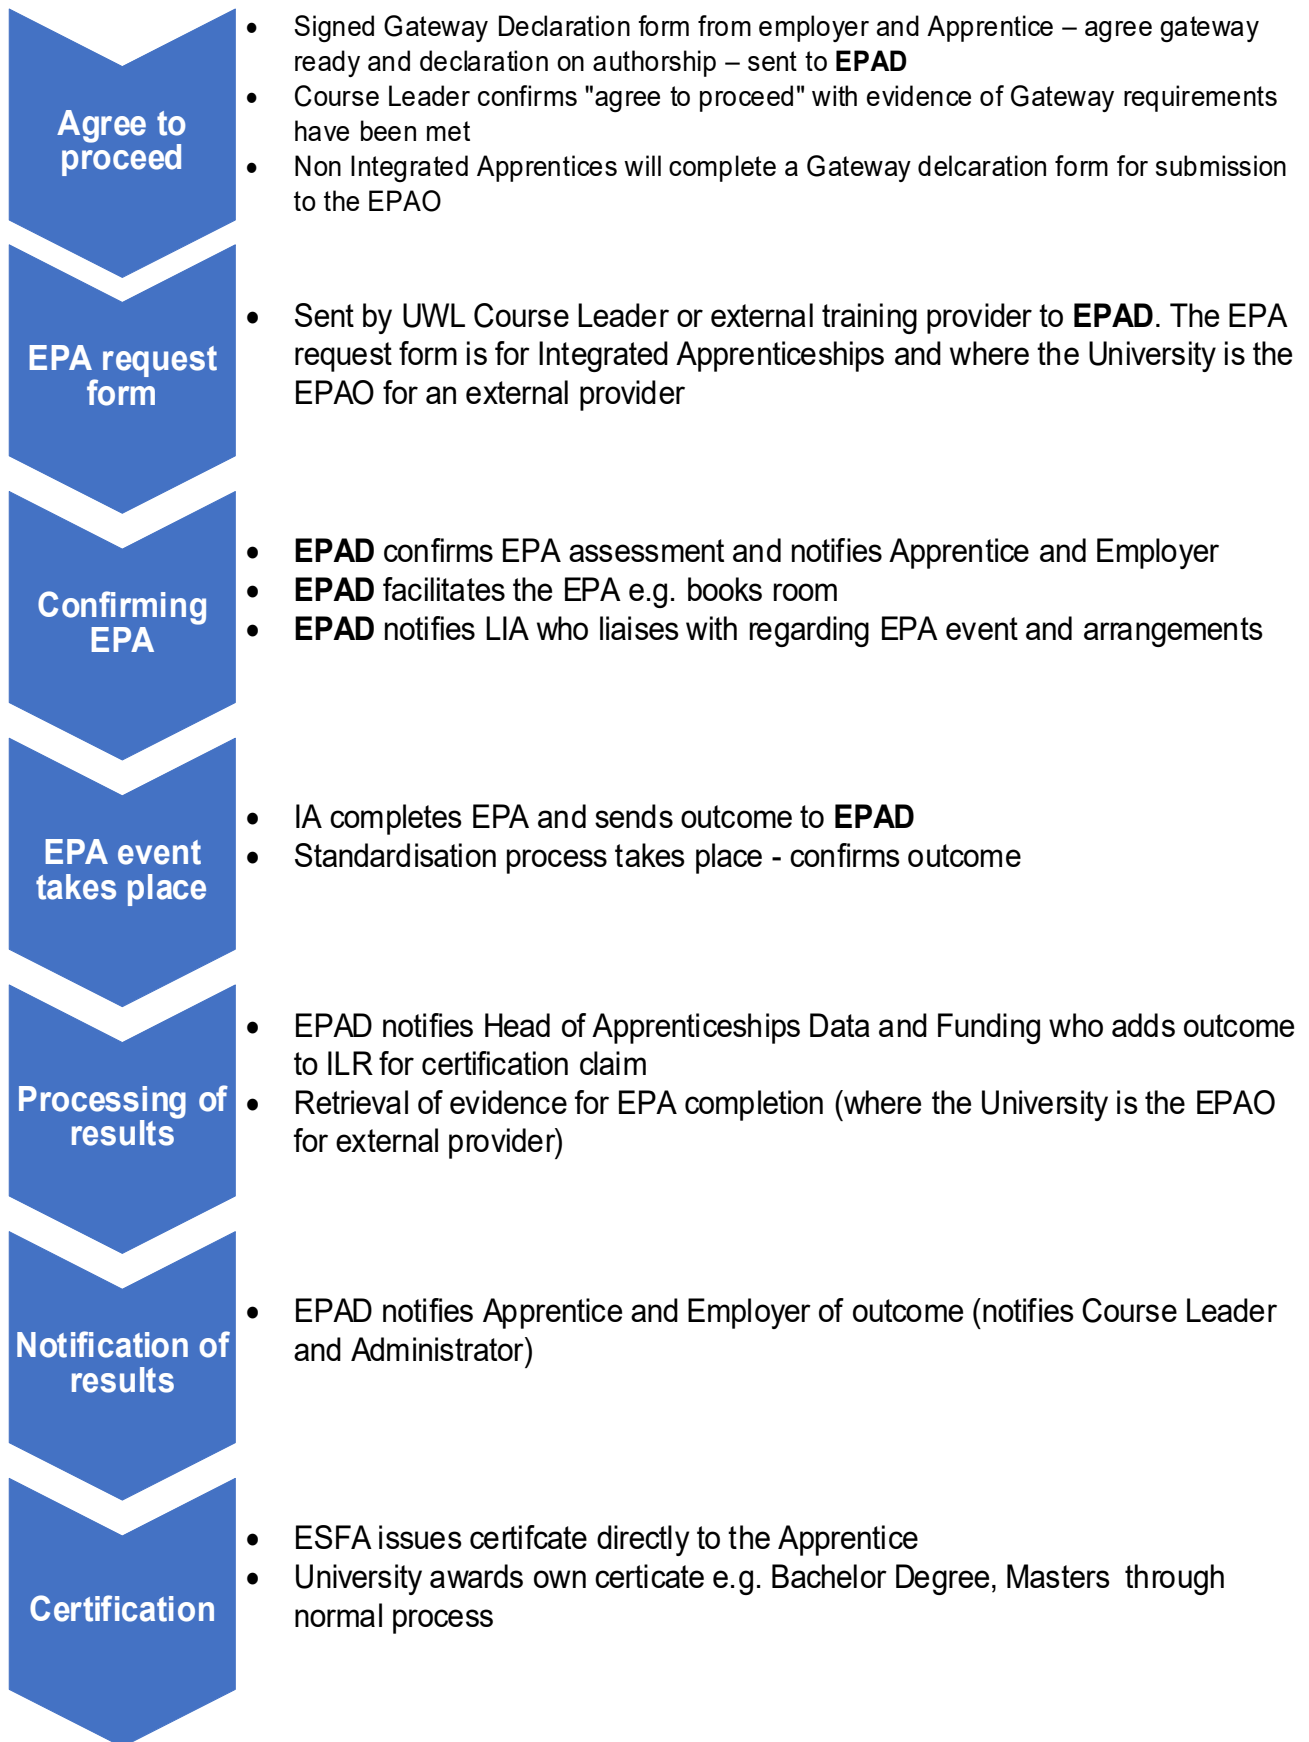 Agree to
proceed
• Signed Gateway Declaration form from employer and Apprentice – agree gateway
ready and declaration on authorship – sent to EPAD
• Course Leader confirms "agree to proceed" with evidence of Gateway requirements
have been met
• Non Integrated Apprentices will complete a Gateway delcaration form for submission
to the EPAO
EPA request
form
• Sent by UWL Course Leader or external training provider to EPAD. The EPA
request form is for Integrated Apprenticeships and where the University is the
EPAO for an external provider
Confirming
EPA
• EPAD confirms EPA assessment and notifies Apprentice and Employer
• EPAD facilitates the EPA e.g. books room
• EPAD notifies LIA who liaises with regarding EPA event and arrangements
EPA event
takes place
• IA completes EPA and sends outcome to EPAD
• Standardisation process takes place - confirms outcome
Processing of
results
• EPAD notifies Head of Apprenticeships Data and Funding who adds outcome
to ILR for certification claim
• Retrieval of evidence for EPA completion (where the University is the EPAO
for external provider)
Notification of
results
• EPAD notifies Apprentice and Employer of outcome (notifies Course Leader
and Administrator)
Certification
• ESFA issues certifcate directly to the Apprentice
• University awards own certicate e.g. Bachelor Degree, Masters through
normal process